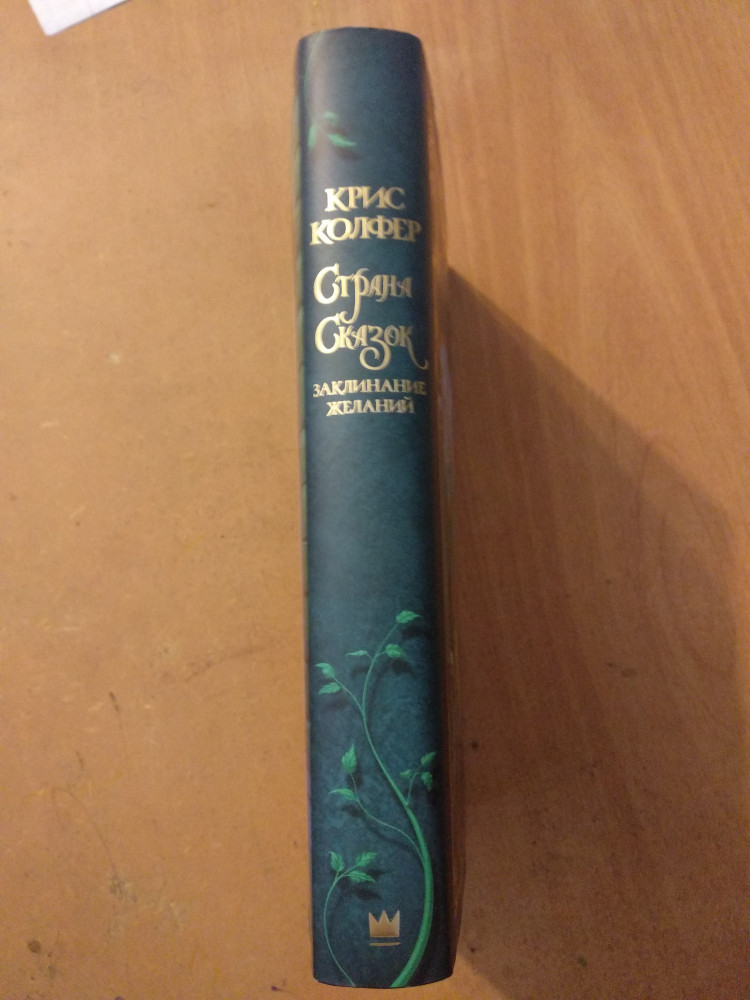 КРИС
КОЛФЕР
Страна
Сказок
ЗАКЛИНАНИЕ
ЖЕЛАНИЙ